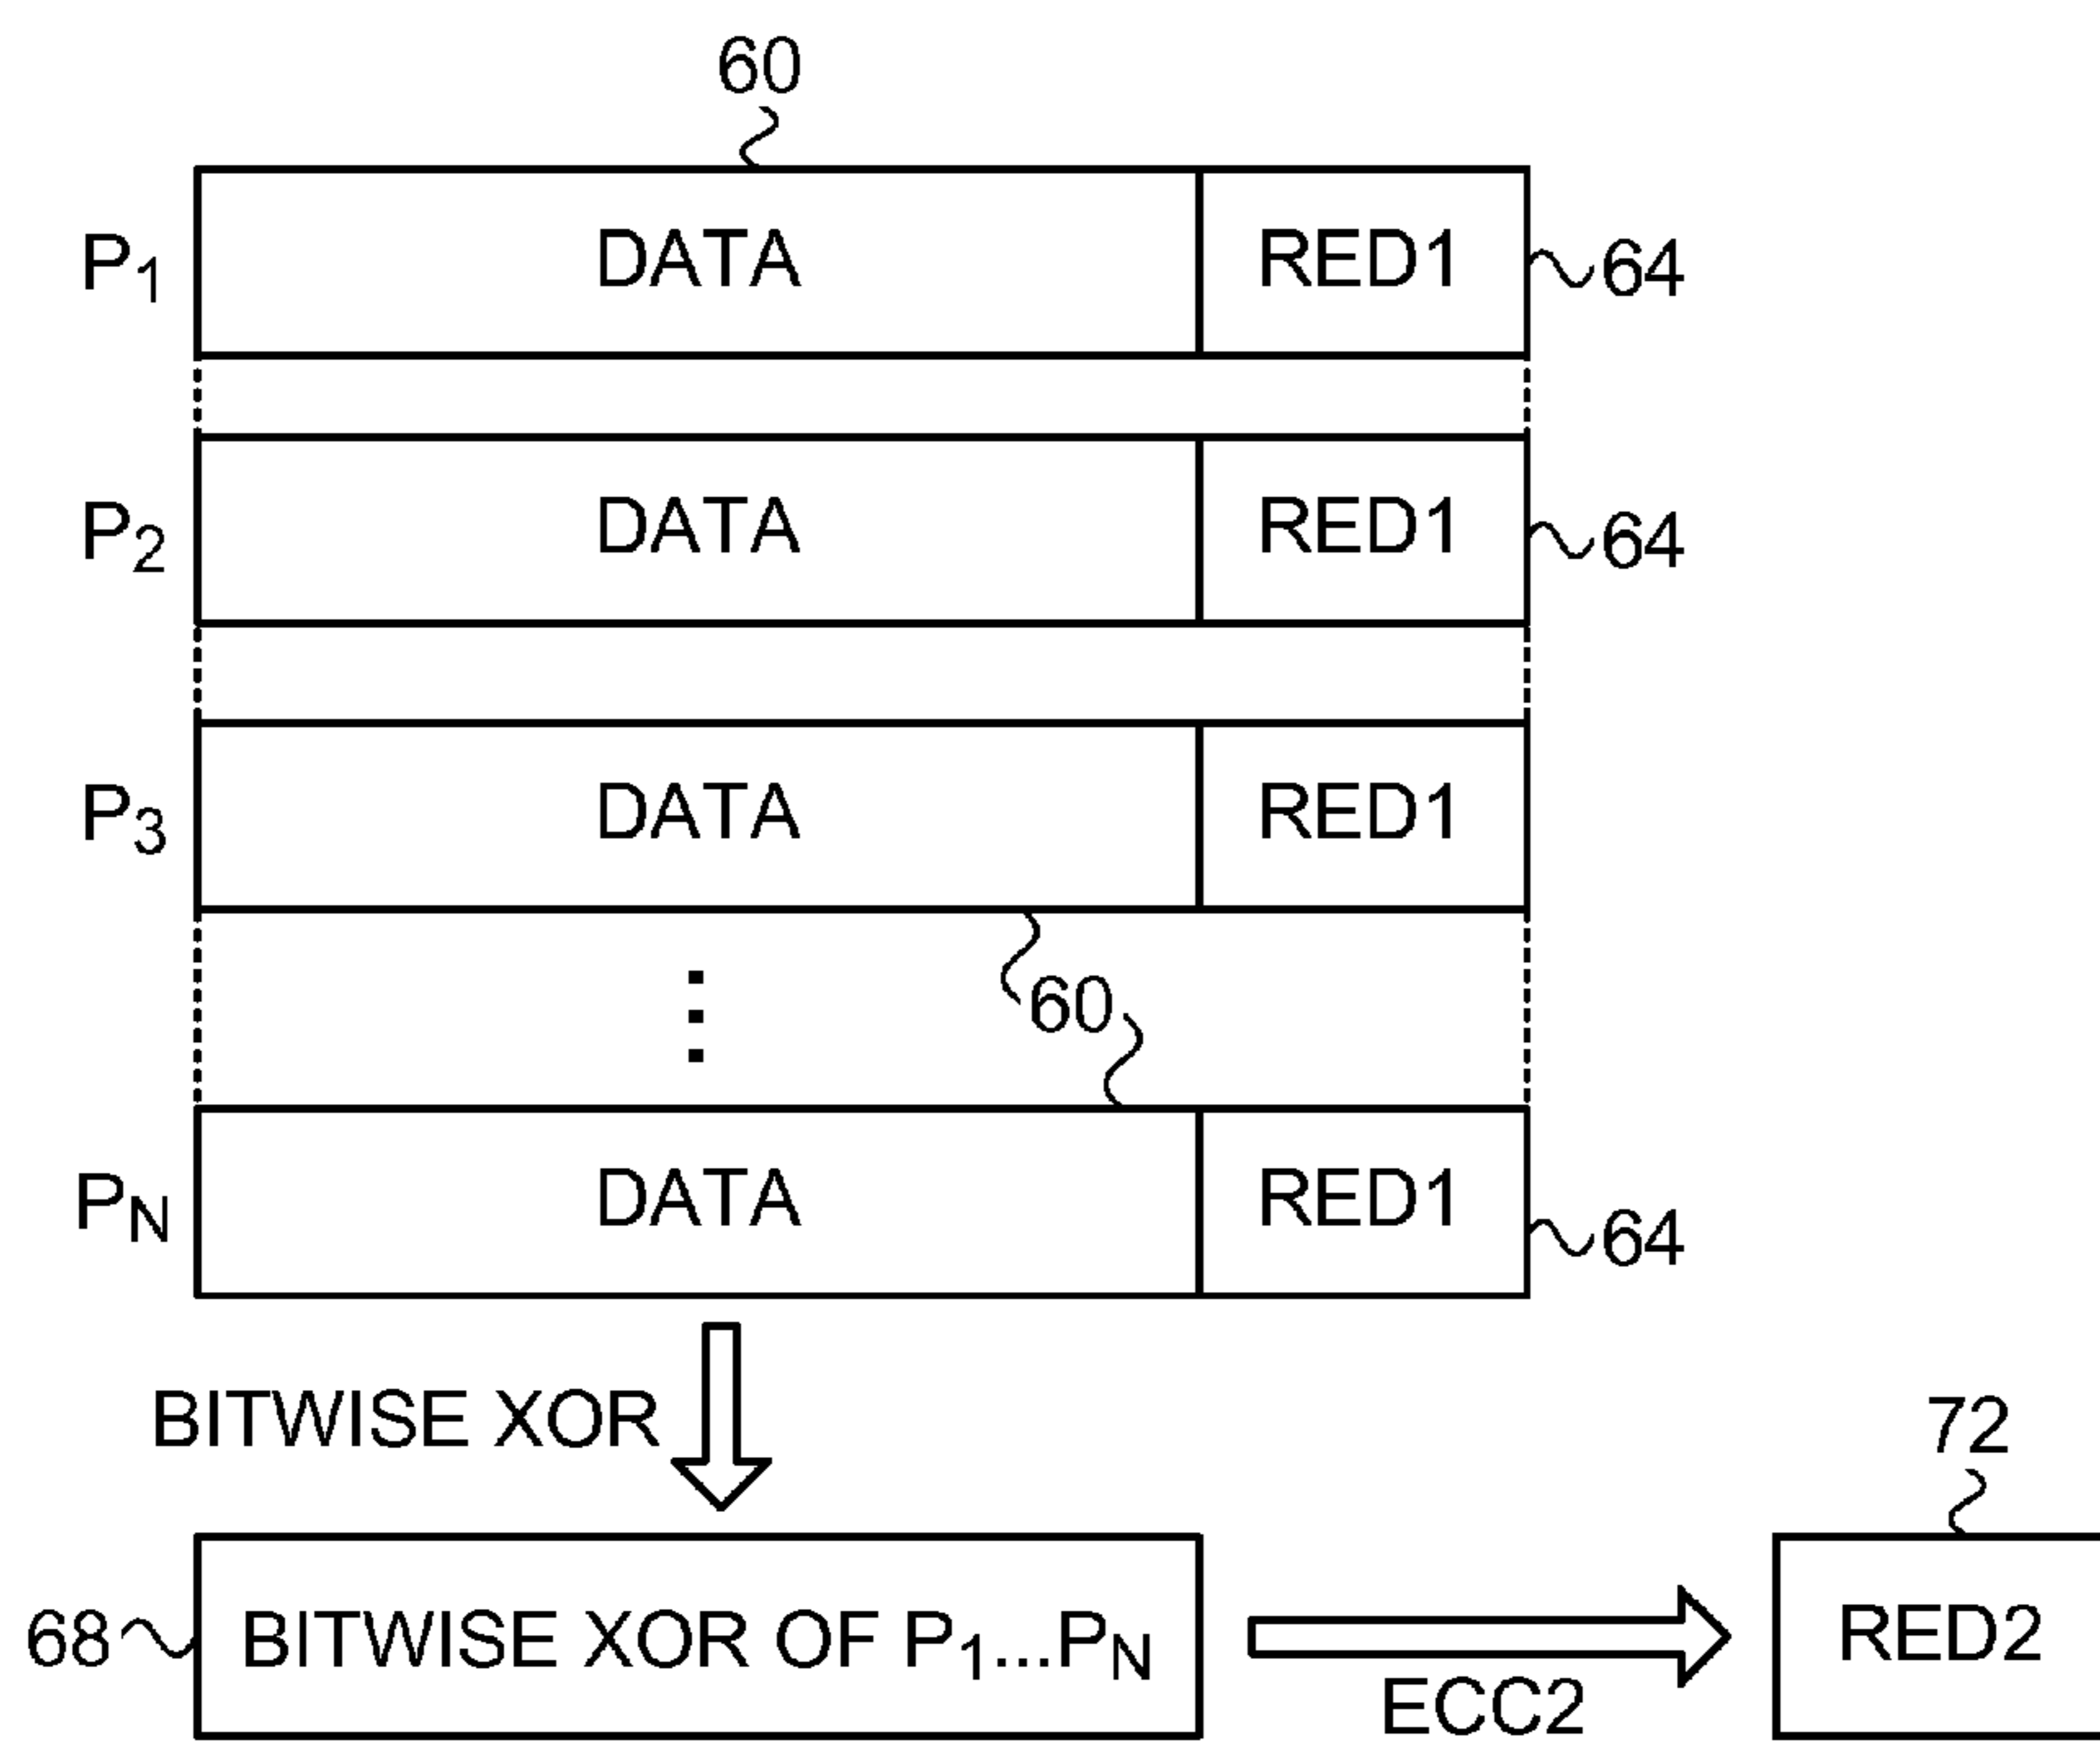 60
P1 DATA RED1 64
P2 DATA RED1 64
P3 DATA RED1
60
PN DATA RED1 64
BITWISE XOR
72
68 BITWISE XOR OF P1...PN RED2
ECC2